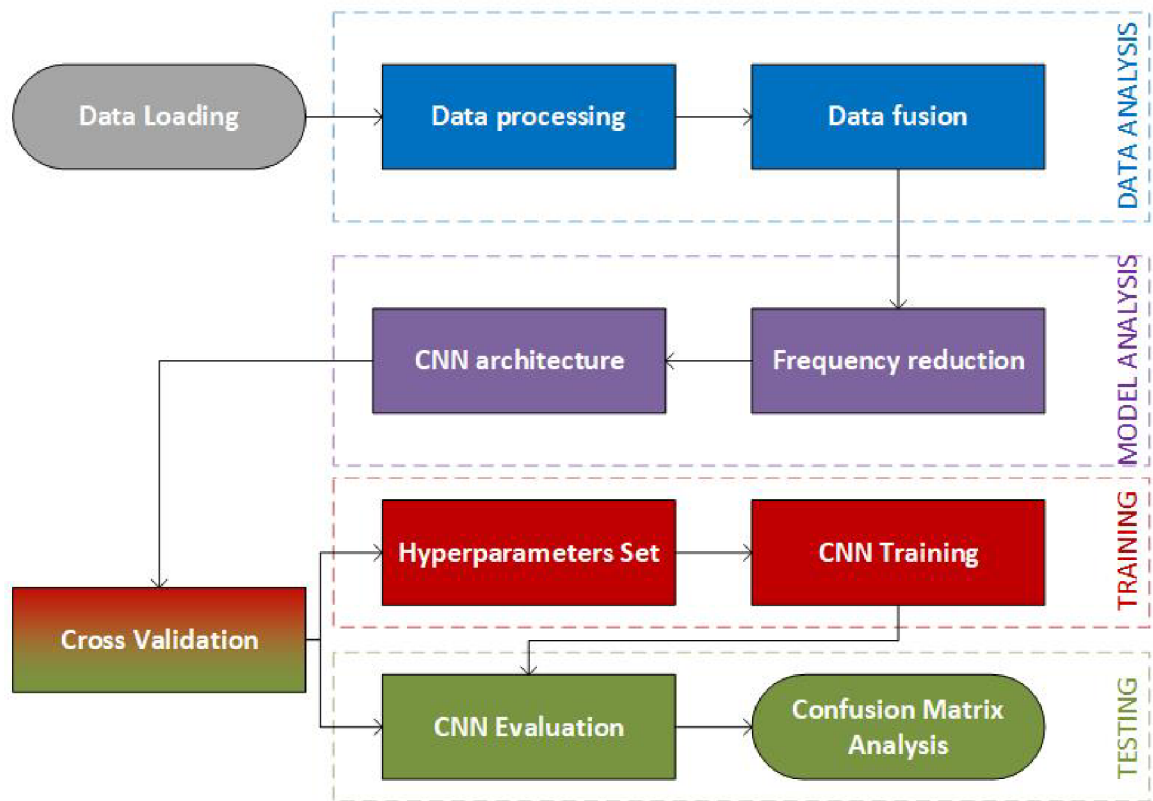 Data Loading
Data processing
Data fusion
DATA ANALYSIS
CNN architecture
Frequency reduction
MODEL ANALYSIS
Hyperparameters Set
CNN Training
TRAINING
Cross Validation
CNN Evaluation
Confusion Matrix
Analysis
TESTING